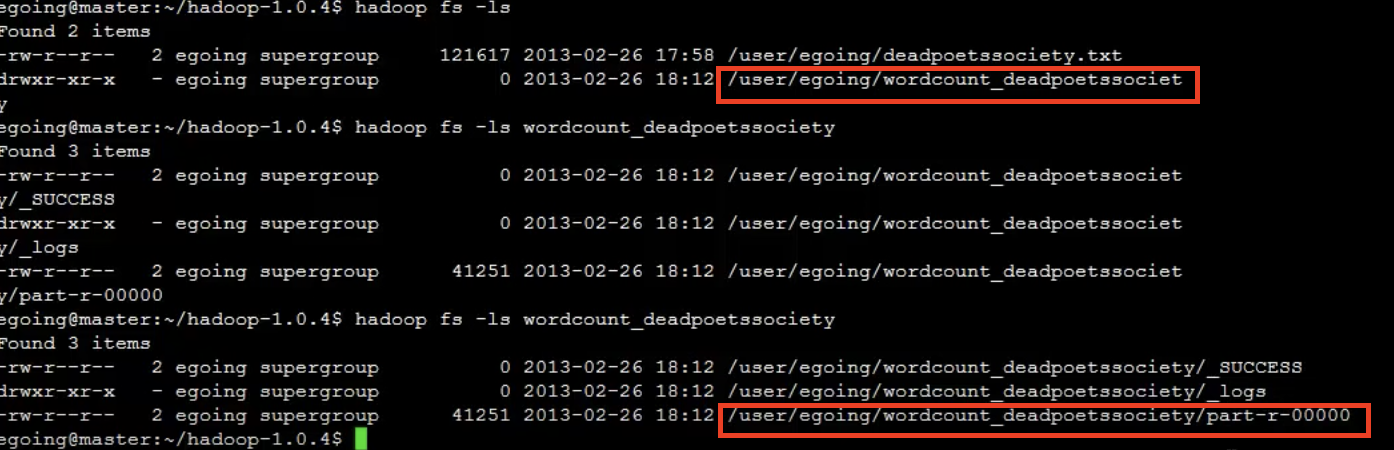 egoing@master:~/hadoop-1.0.4$ hadoop fs -ls
Found 2 items
-rw-r--r--   2 egoing supergroup     121617 2013-02-26 17:58 /user/egoing/deadpoetssociety.txt
drwxr-xr-x   - egoing supergroup          0 2013-02-26 18:12 /user/egoing/wordcount_deadpoetssociet
y
egoing@master:~/hadoop-1.0.4$ hadoop fs -ls wordcount_deadpoetssociety
Found 3 items
-rw-r--r--   2 egoing supergroup          0 2013-02-26 18:12 /user/egoing/wordcount_deadpoetssociet
y/_SUCCESS
drwxr-xr-x   - egoing supergroup          0 2013-02-26 18:12 /user/egoing/wordcount_deadpoetssociet
y/_logs
-rw-r--r--   2 egoing supergroup      41251 2013-02-26 18:12 /user/egoing/wordcount_deadpoetssociet
y/part-r-00000
egoing@master:~/hadoop-1.0.4$ hadoop fs -ls wordcount_deadpoetssociety
Found 3 items
-rw-r--r--   2 egoing supergroup          0 2013-02-26 18:12 /user/egoing/wordcount_deadpoetssociety/_SUCCESS
drwxr-xr-x   - egoing supergroup          0 2013-02-26 18:12 /user/egoing/wordcount_deadpoetssociety/_logs
-rw-r--r--   2 egoing supergroup      41251 2013-02-26 18:12 /user/egoing/wordcount_deadpoetssociety/part-r-00000
egoing@master:~/hadoop-1.0.4$